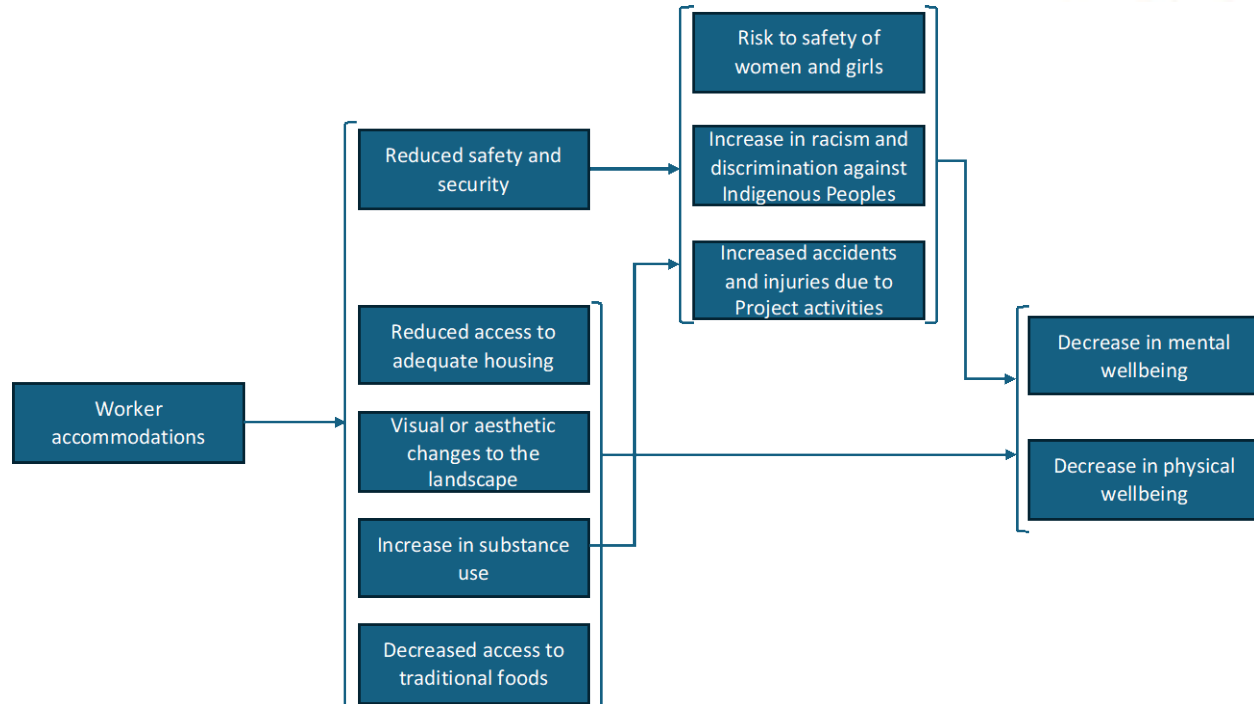 Risk to safety of
women and girls
Reduced safety and
security
Increase in racism and
discrimination against
Indigenous Peoples
Increased accidents
and injuries due to
Project activities
Reduced access to
adequate housing
Decrease in mental
wellbeing
Worker
accommodations
Visual or aesthetic
changes to the
landscape
Decrease in physical
wellbeing
Increase in substance
use
Decreased access to
traditional foods